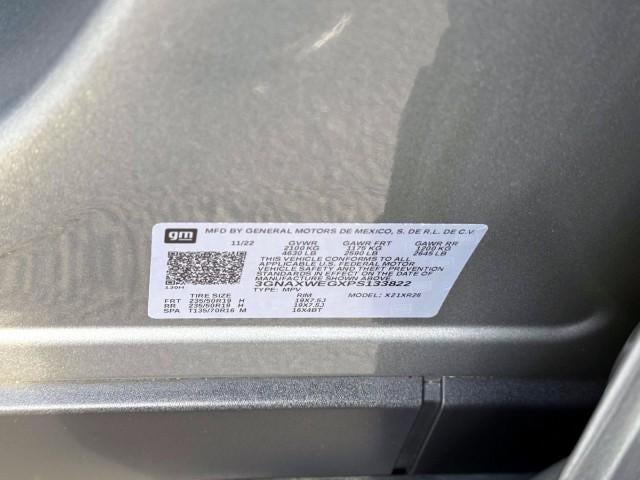 gm MFD BY GENERAL MOTORS DE MEXICO, S. DE R.L. DE C.V.
11/22 GVWR GAWR FRT GAWR RR
2100 KG 1175 KG 1200 KG
4630 LB 2590 LB 2645 LB
THIS VEHICLE CONFORMS TO ALL
APPLICABLE U.S. FEDERAL MOTOR
VEHICLE SAFETY AND THEFT PREVENTION
STANDARDS IN EFFECT ON THE DATE OF
MANUFACTURE SHOWN ABOVE.
130H 3GNAXWEGXPS133822
TYPE: MPV
TIRE SIZE RIM MODEL: X21XR26
FRT 235/50R19 H 19X7.5J
RR 235/50R19 H 19X7.5J
SPA T135/70R16 M 16X4BT